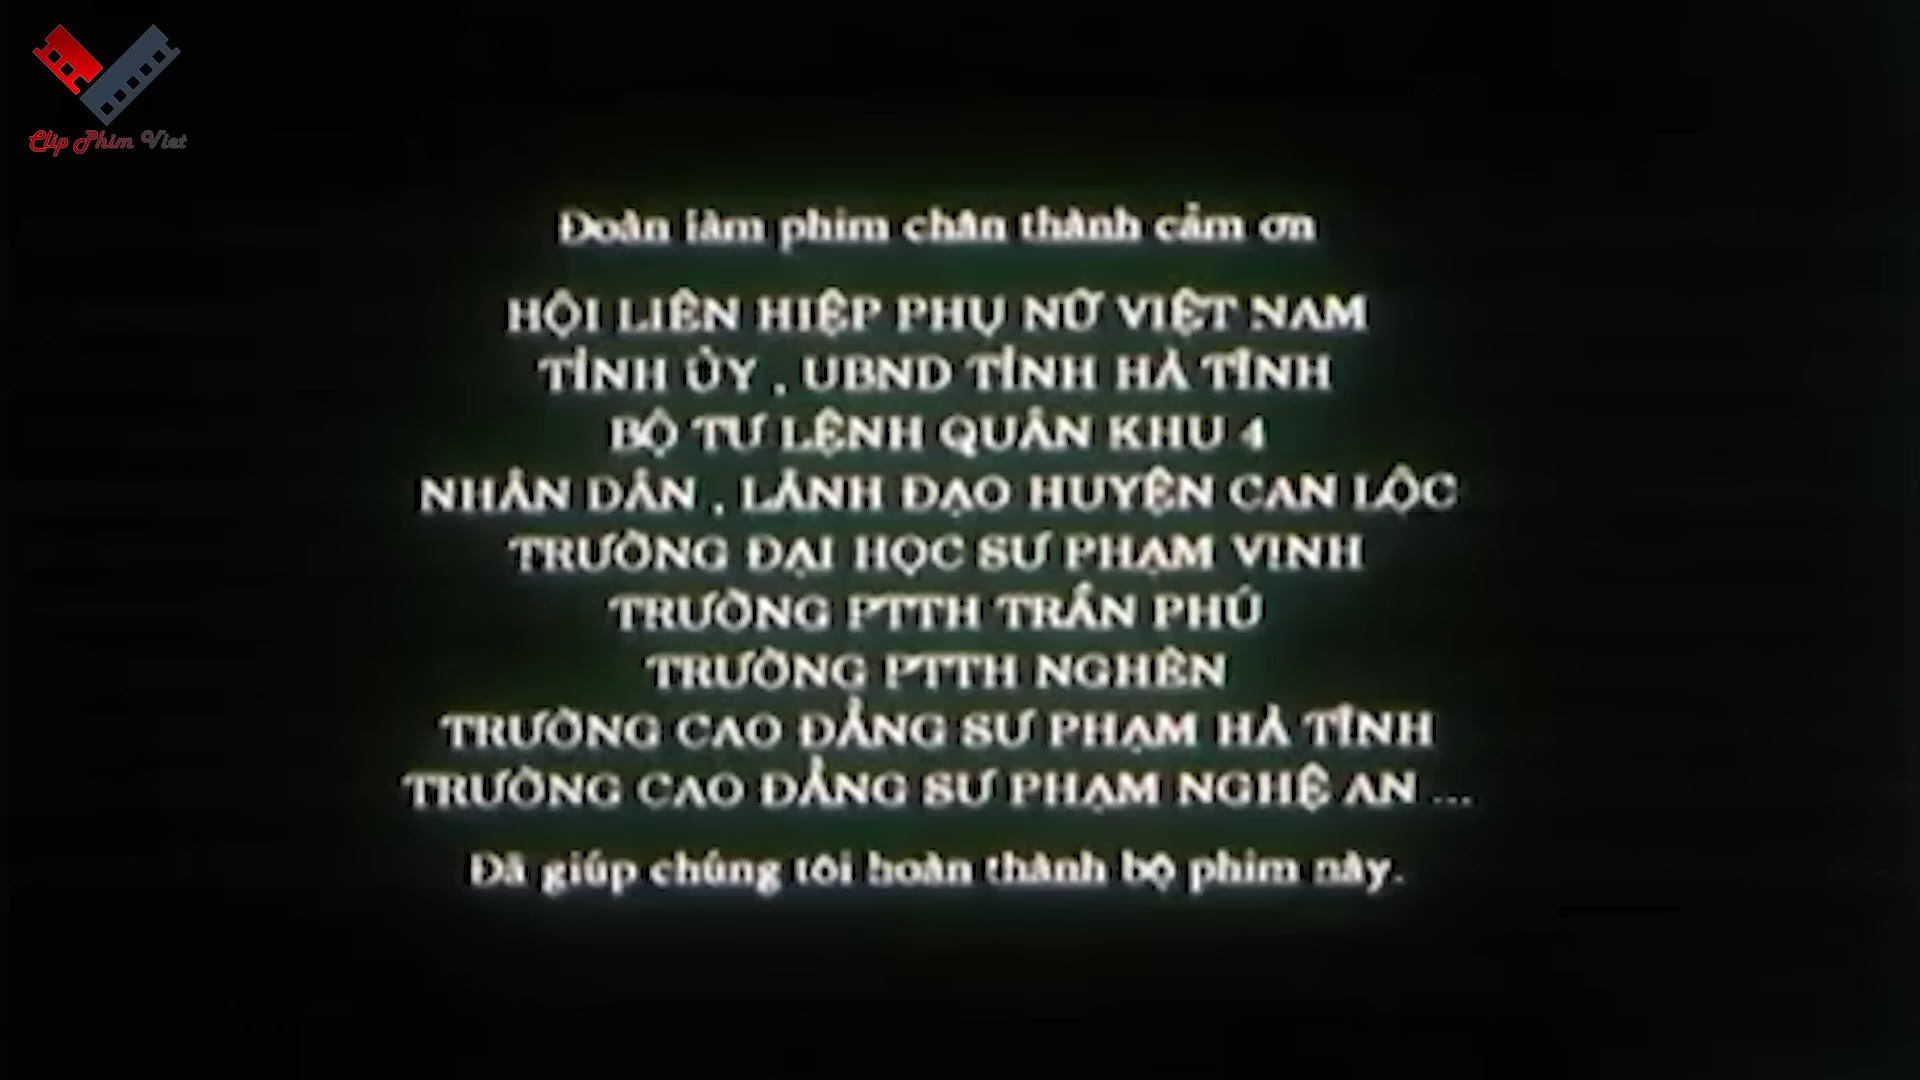 Clip Phim Viet
Đoàn làm phim chân thành cảm ơn
HỘI LIÊN HIỆP PHỤ NỮ VIỆT NAM
TỈNH ỦY , UBND TỈNH HÀ TĨNH
BỘ TƯ LỆNH QUÂN KHU 4
NHÂN DÂN , LÃNH ĐẠO HUYỆN CAN LỘC
TRƯỜNG ĐẠI HỌC SƯ PHẠM VINH
TRƯỜNG PTTH TRẦN PHÚ
TRƯỜNG PTTH NGHÈN
TRƯỜNG CAO ĐẲNG SƯ PHẠM HÀ TĨNH
TRƯỜNG CAO ĐẲNG SƯ PHẠM NGHỆ AN ...
Đã giúp chúng tôi hoàn thành bộ phim này.